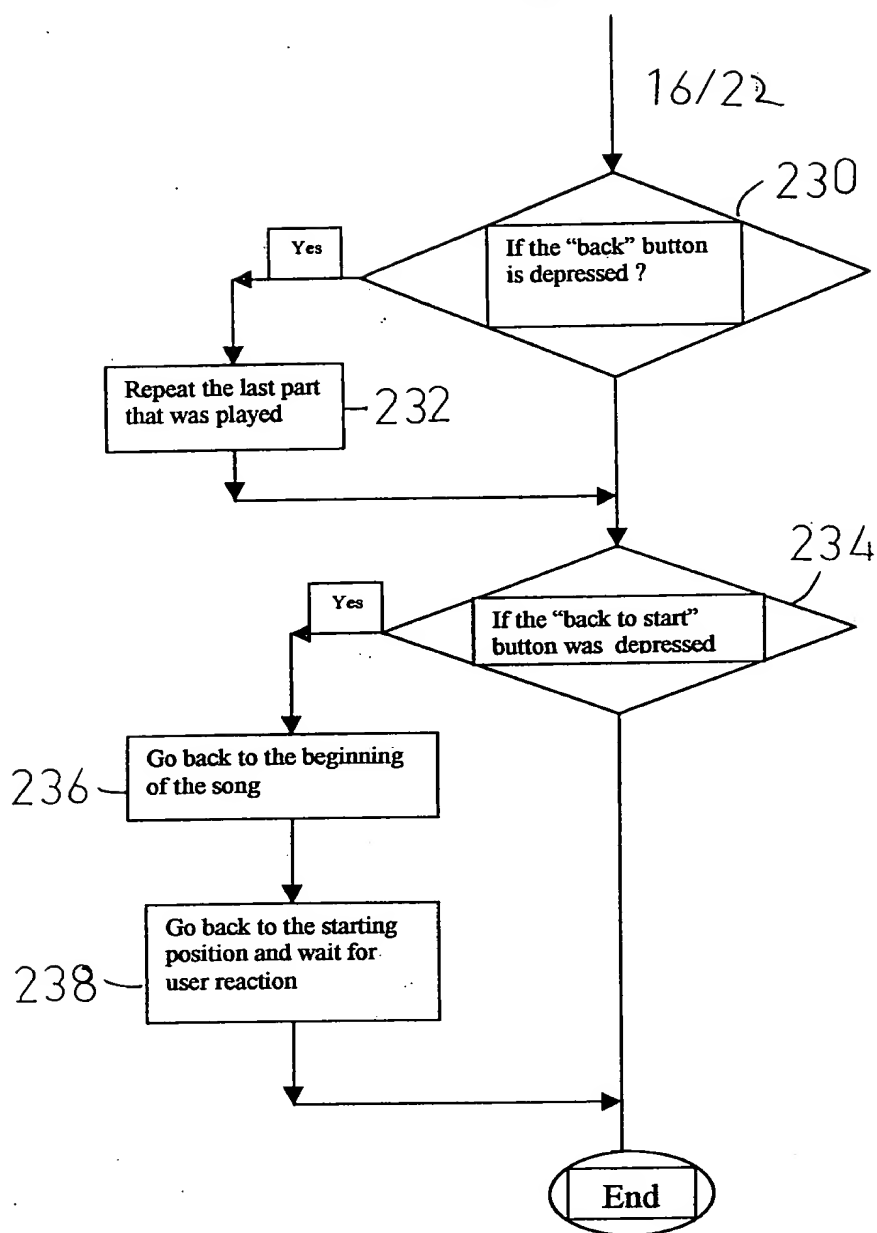 16/22
230
If the “back” button
is depressed ?
Yes
Repeat the last part
that was played
232
234
If the “back to start”
button was depressed
Yes
Go back to the beginning
of the song
236
Go back to the starting
position and wait for
user reaction
238
End